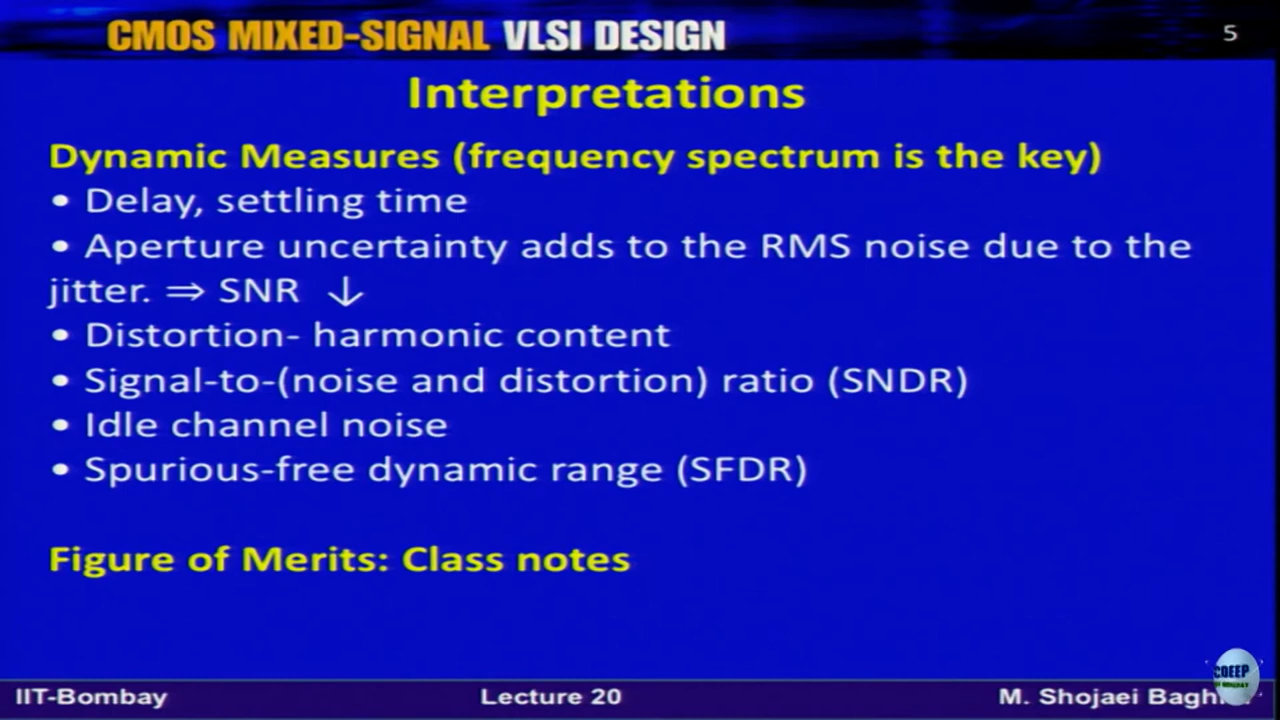 CMOS MIXED-SIGNAL VLSI DESIGN
5
Interpretations
Dynamic Measures (frequency spectrum is the key)
• Delay, settling time
• Aperture uncertainty adds to the RMS noise due to the
jitter. ⇒ SNR ↓
• Distortion- harmonic content
• Signal-to-(noise and distortion) ratio (SNDR)
• Idle channel noise
• Spurious-free dynamic range (SFDR)
Figure of Merits: Class notes
CDEEP
IIT-Bombay
Lecture 20
M. Shojaei